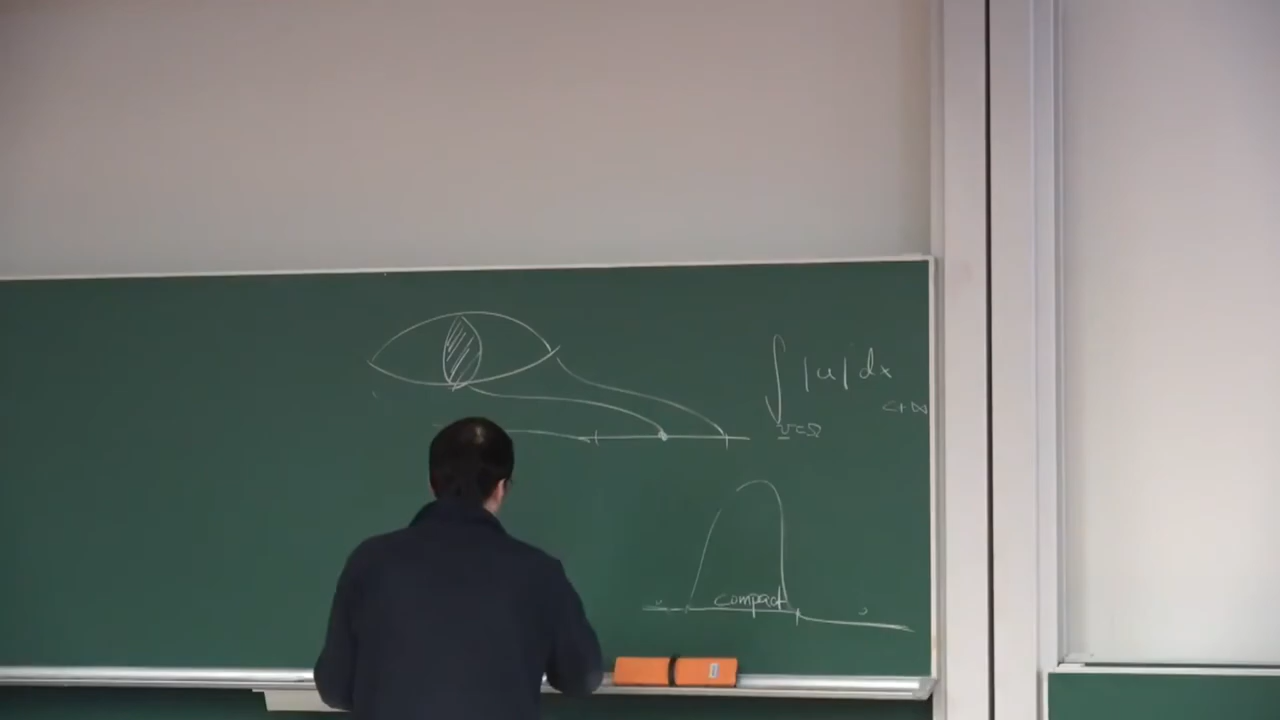 ∫ |u| dx
< +∞
compact